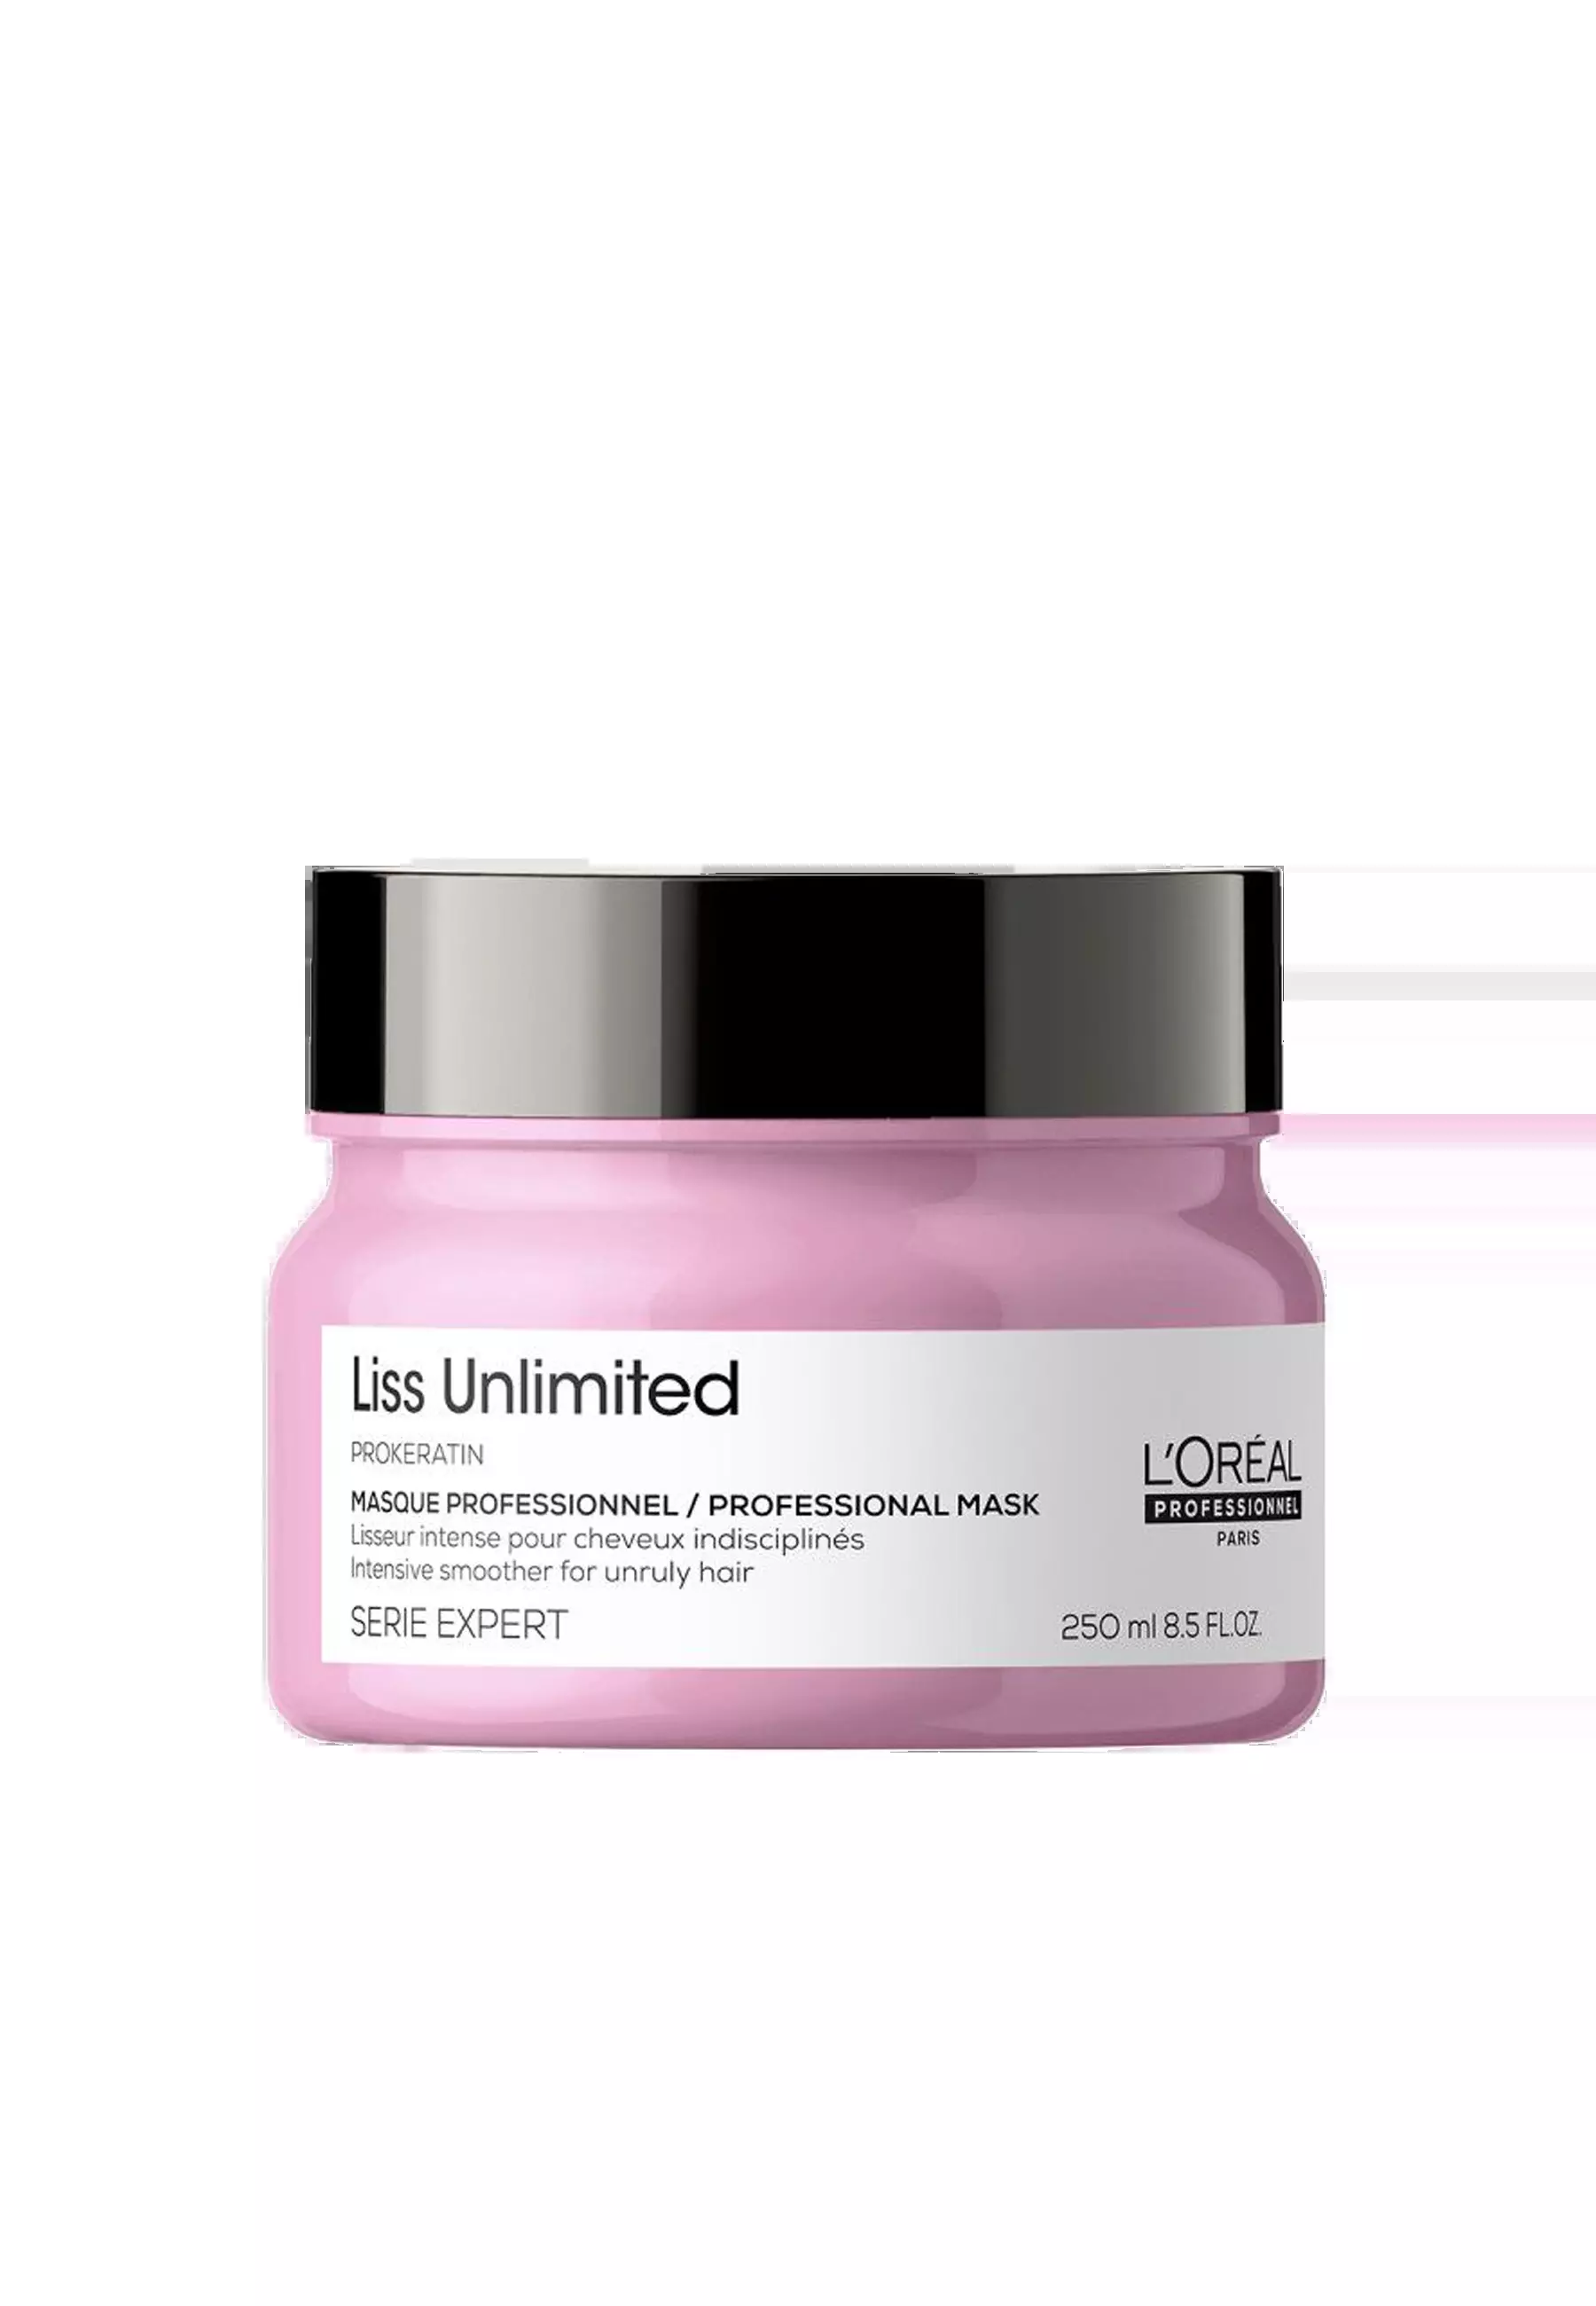 Liss Unlimited
PROKERATIN
MASQUE PROFESSIONNEL / PROFESSIONAL MASK
Lisseur intense pour cheveux indisciplinés
Intensive smoother for unruly hair
SERIE EXPERT
L'ORÉAL
PROFESSIONNEL
PARIS
250 ml 8.5 FL.OZ.